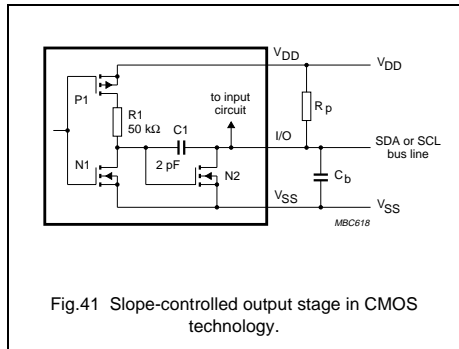 VDD
VDD
P1
R1
50 kΩ
to input
circuit
Rp
C1
I/O
SDA or SCL
bus line
N1
2 pF
N2
Cb
VSS
VSS
MBC618
Fig.41 Slope-controlled output stage in CMOS
technology.